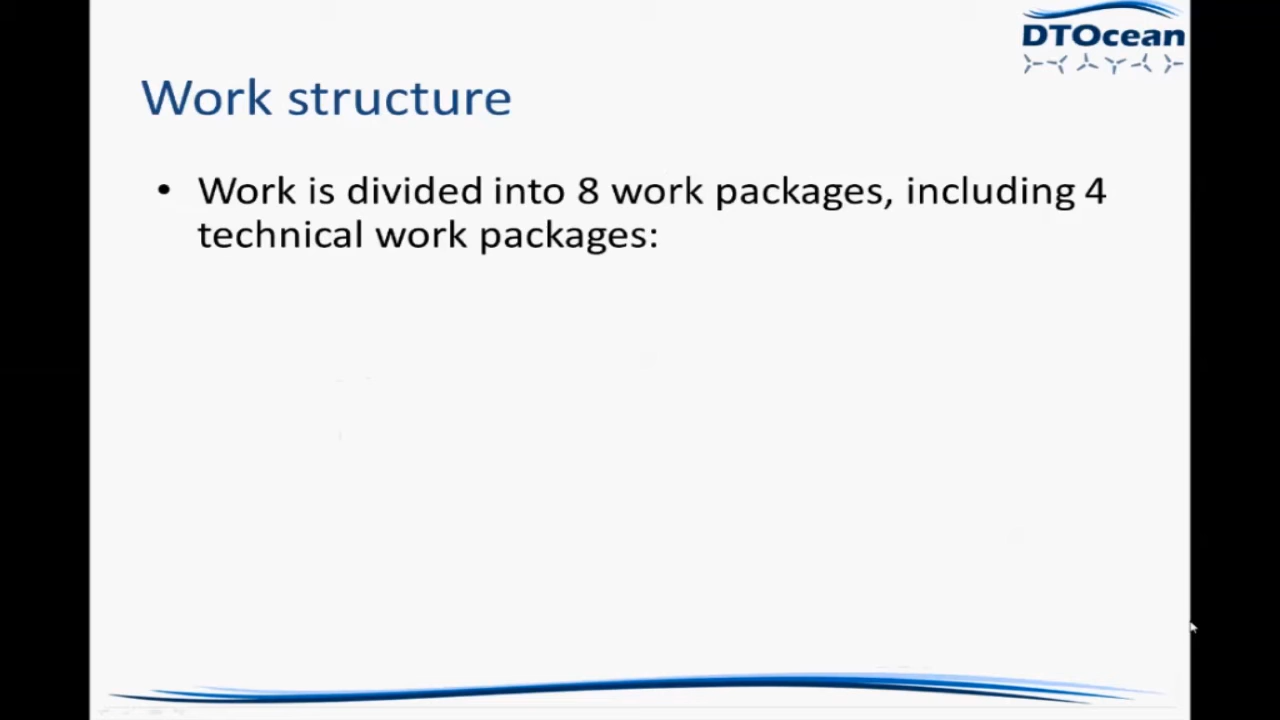 DTOcean
Work structure
• Work is divided into 8 work packages, including 4
technical work packages: